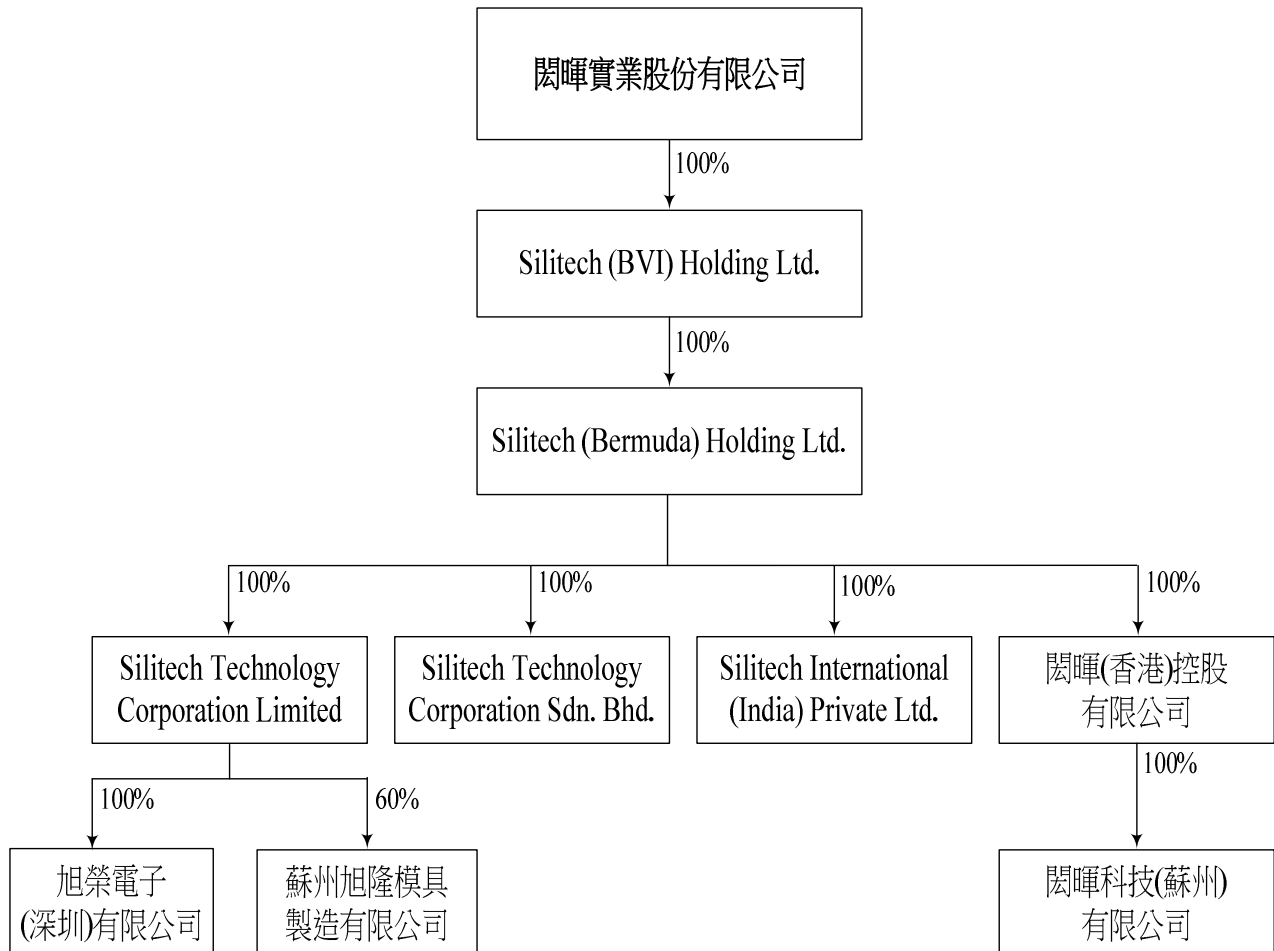 閎暉實業股份有限公司
100%
Silitech (BVI) Holding Ltd.
100%
Silitech (Bermuda) Holding Ltd.
100%
100%
100%
100%
Silitech Technology
Corporation Limited
Silitech Technology
Corporation Sdn. Bhd.
Silitech International
(India) Private Ltd.
閎暉(香港)控股
有限公司
100%
60%
100%
旭榮電子
(深圳)有限公司
蘇州旭隆模具
製造有限公司
閎暉科技(蘇州)
有限公司